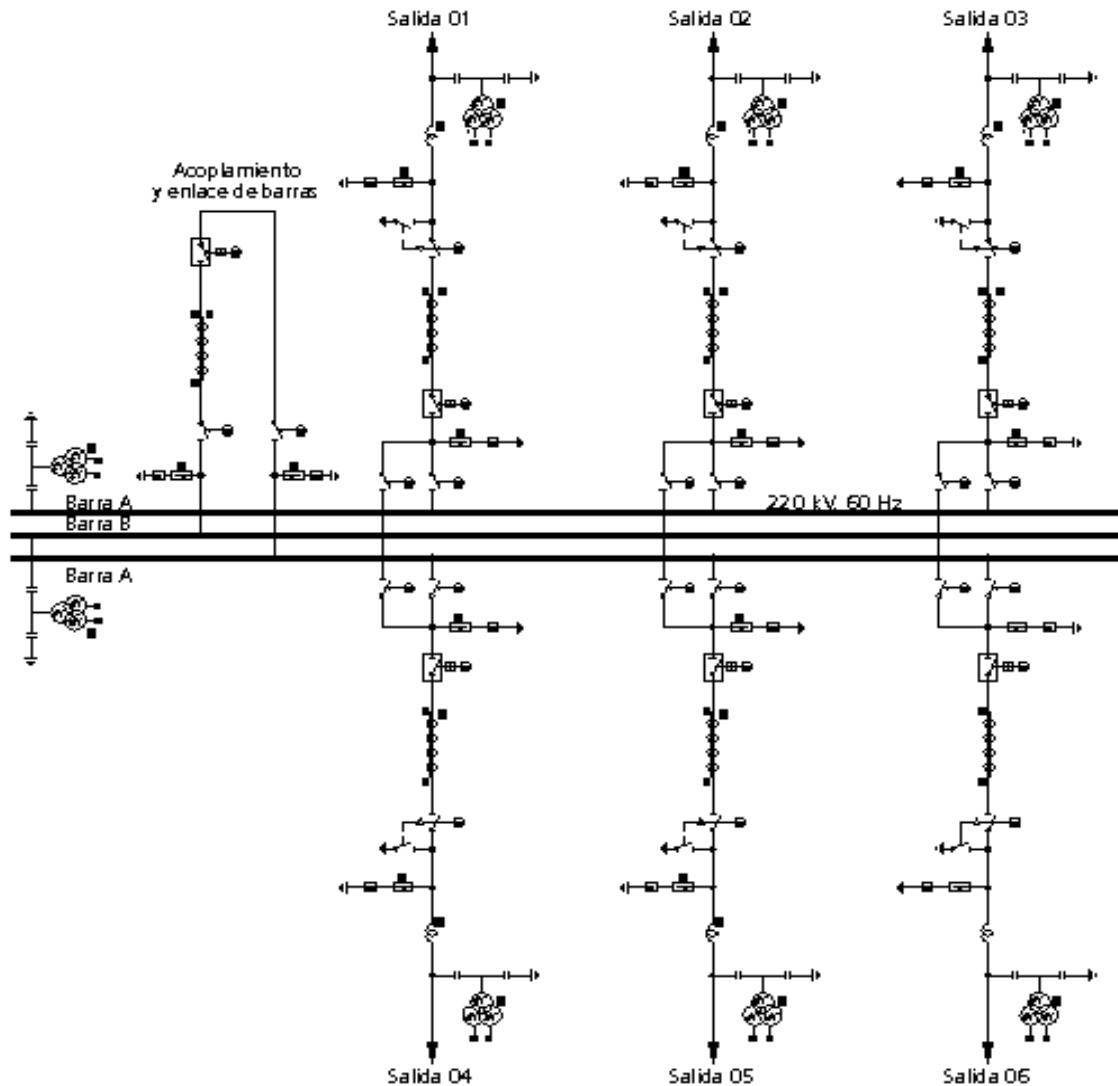 Salida 01
Salida 02
Salida 03
Acoplamiento
y enlace de barras
Barra A
220 kV, 60 Hz
Barra B
Barra A
Salida 04
Salida 05
Salida 06